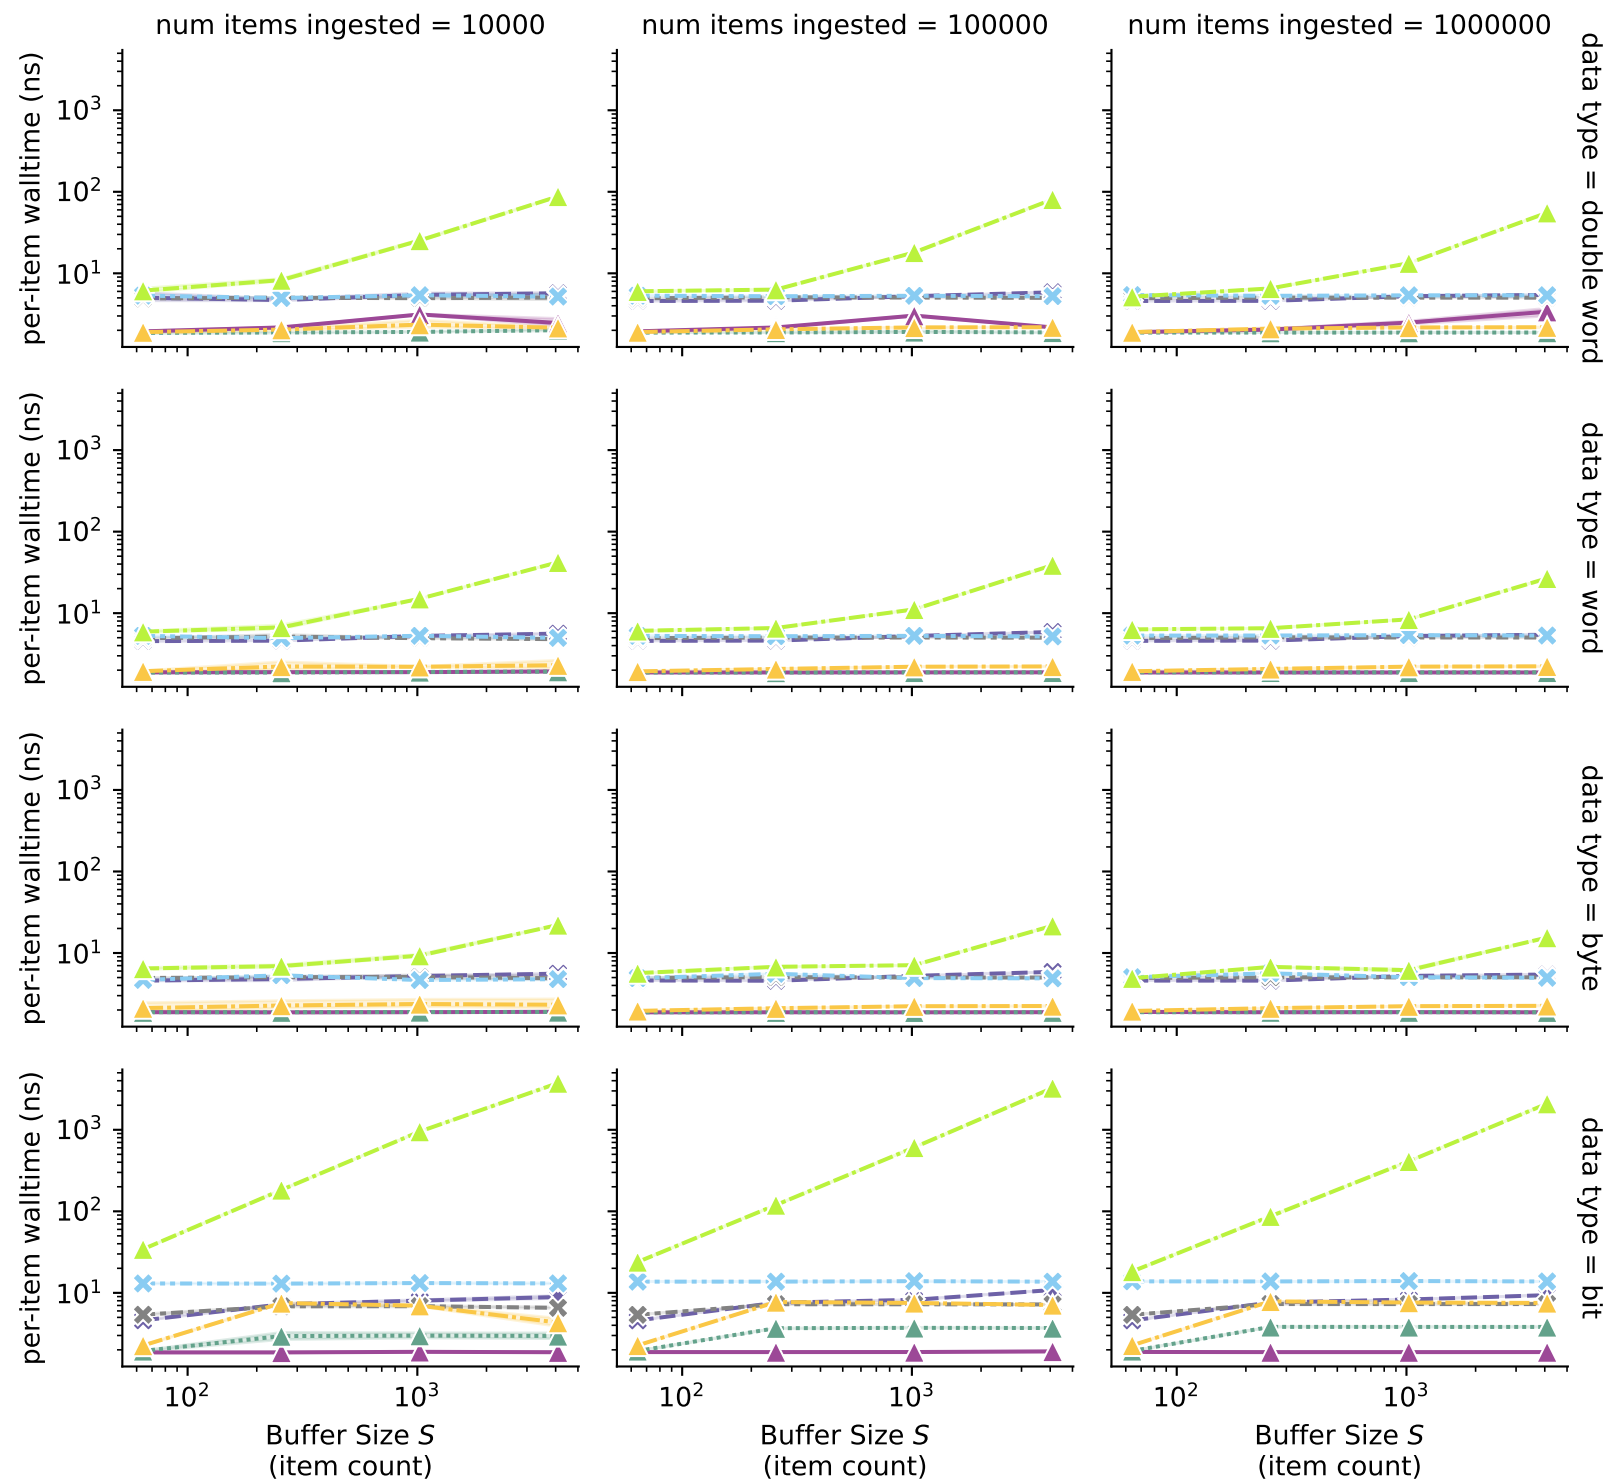 num items ingested = 10000
num items ingested = 100000
num items ingested = 1000000
per-item walltime (ns)
10³
10²
10¹
data type = double word
per-item walltime (ns)
10³
10²
10¹
data type = word
per-item walltime (ns)
10³
10²
10¹
data type = byte
per-item walltime (ns)
10³
10²
10¹
data type = bit
10² 10³
10² 10³
10² 10³
Buffer Size S
(item count)
Buffer Size S
(item count)
Buffer Size S
(item count)